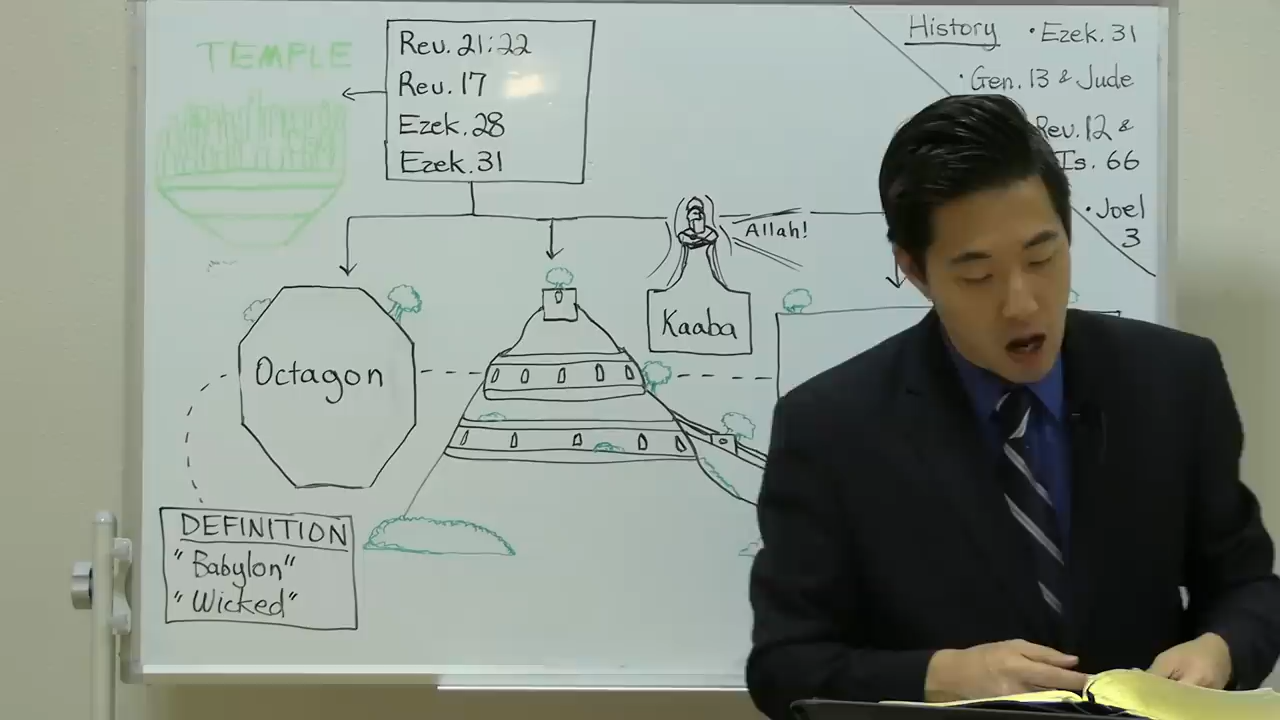 TEMPLE
Rev. 21:22
Rev. 17
Ezek. 28
Ezek. 31
History • Ezek. 31
• Gen. 13 & Jude
Rev. 12 &
Is. 66
• Joel
3
Allah!
Kaaba
Octagon
DEFINITION
"Babylon"
"Wicked"